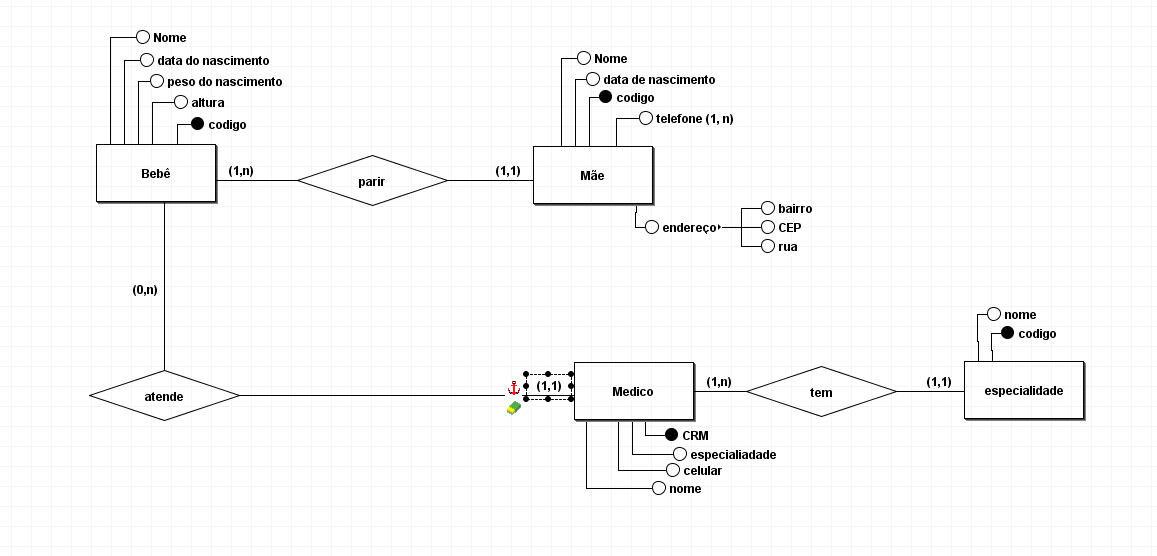 Nome
data do nascimento
peso do nascimento
altura
codigo
Bebê
(1,n)
parir
(1,1)
Nome
data de nascimento
codigo
telefone (1, n)
Mãe
endereço
bairro
CEP
rua
(0,n)
atende
(1,1)
Medico
(1,n)
tem
(1,1)
nome
codigo
especialidade
CRM
especialiadade
celular
nome